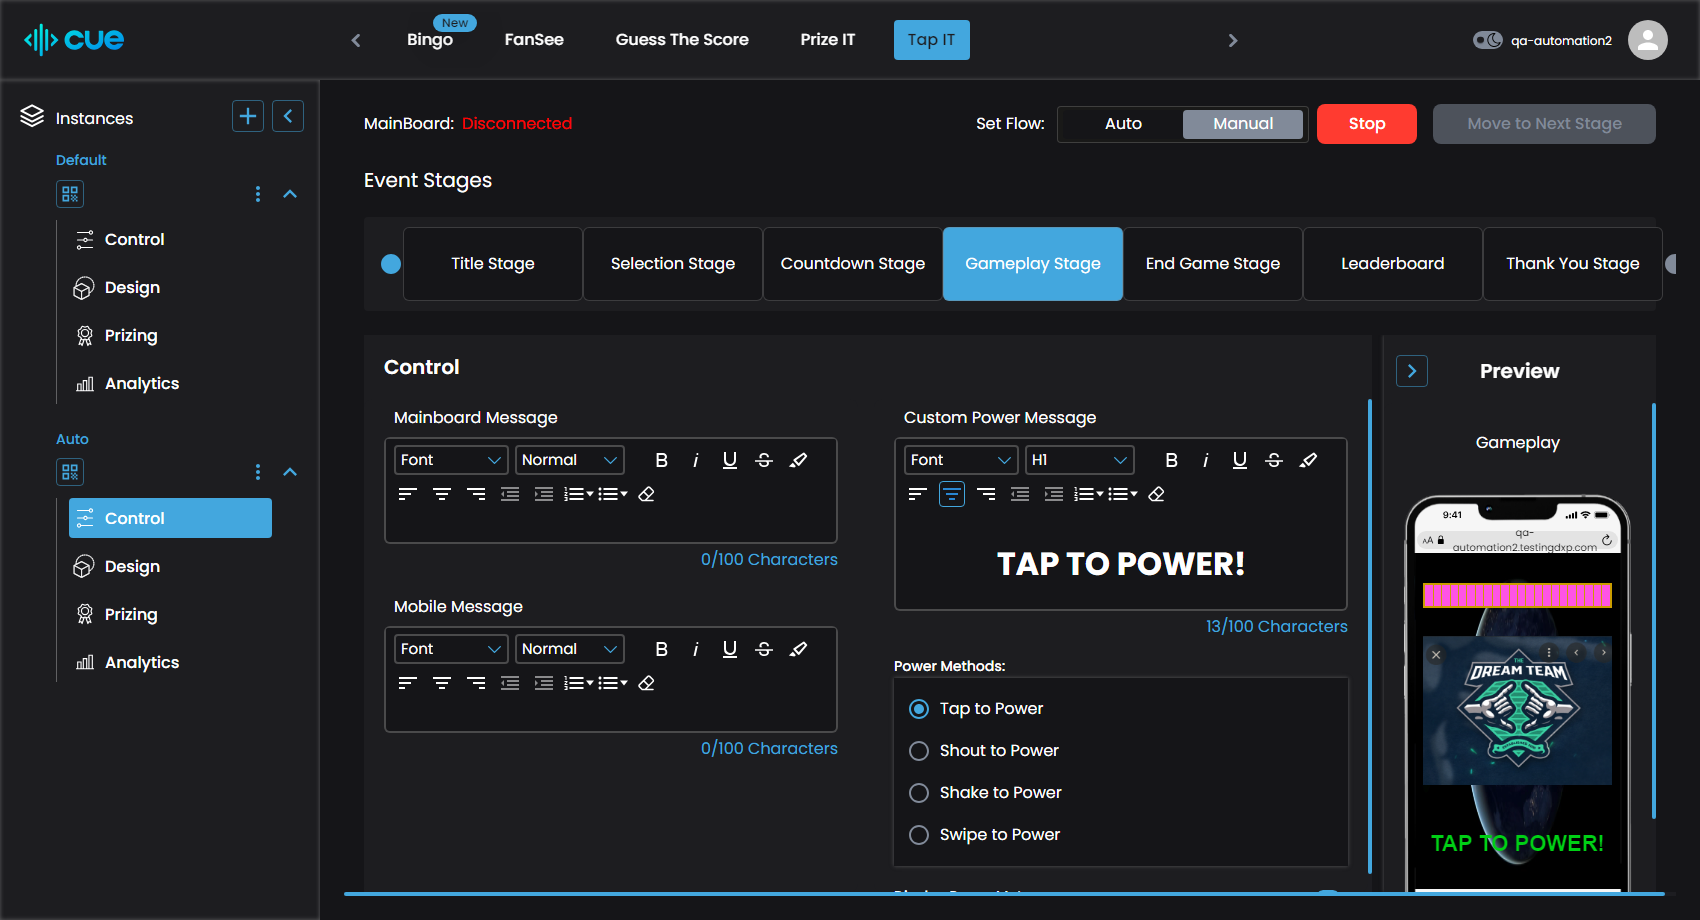 cue
New
Bingo
FanSee
Guess The Score
Prize IT
Tap IT
qa-automation2
Instances
Default
Control
Design
Prizing
Analytics
Auto
Control
Design
Prizing
Analytics
MainBoard: Disconnected
Set Flow:
Auto
Manual
Stop
Move to Next Stage
Event Stages
Title Stage
Selection Stage
Countdown Stage
Gameplay Stage
End Game Stage
Leaderboard
Thank You Stage
Control
Mainboard Message
Font
Normal
B i U S
0/100 Characters
Mobile Message
Font
Normal
B i U S
0/100 Characters
Custom Power Message
Font
H1
B i U S
TAP TO POWER!
13/100 Characters
Power Methods:
Tap to Power
Shout to Power
Shake to Power
Swipe to Power
Preview
Gameplay
9:41
AA
qa-
automation2.testingdxp.com
THE
DREAM TEAM
TAP TO POWER!